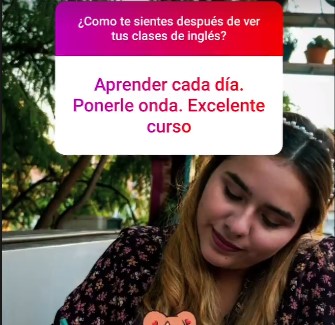 ¿Como te sientes después de ver
tus clases de inglés?
Aprender cada día.
Ponerle onda. Excelente
curso